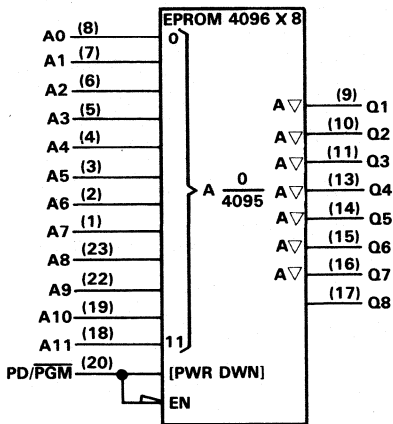 EPROM 4096 X 8
A0 (8) 0
A1 (7)
A2 (6)
A3 (5)
A4 (4)
A5 (3)
A6 (2)
A7 (1)
A8 (23)
A9 (22)
A10 (19)
A11 (18) 11
PD/PGM (20) [PWR DWN]
EN
A 0/4095
A▽ (9) Q1
A▽ (10) Q2
A▽ (11) Q3
A▽ (13) Q4
A▽ (14) Q5
A▽ (15) Q6
A▽ (16) Q7
(17) Q8